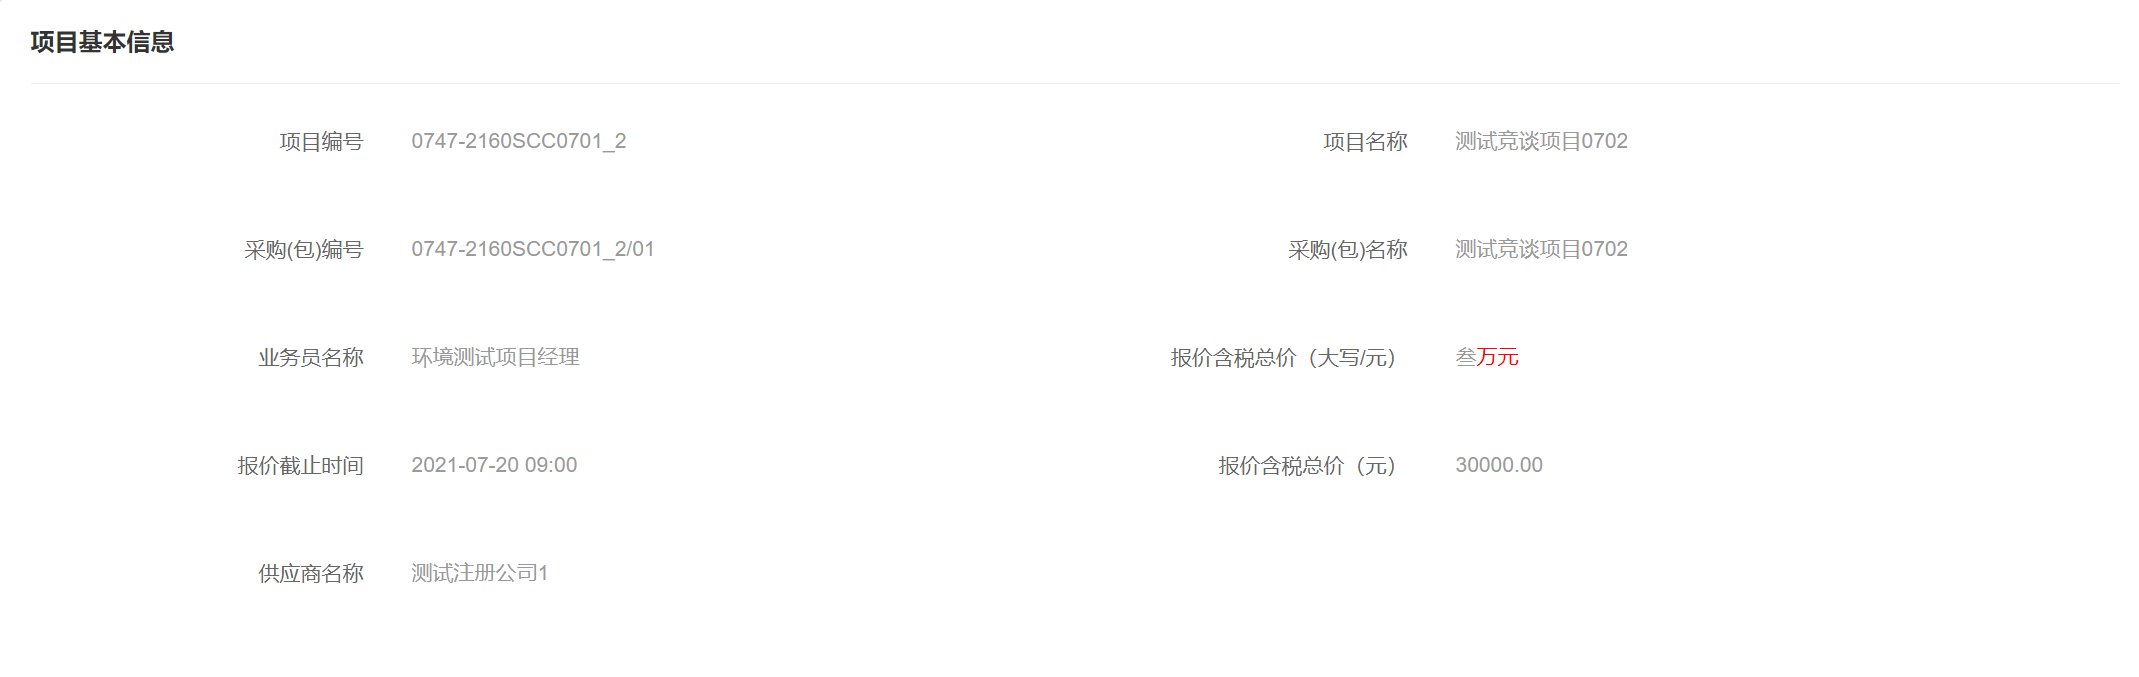 项目基本信息
项目编号 0747-2160SCC0701_2 项目名称 测试竞谈项目0702
采购(包)编号 0747-2160SCC0701_2/01 采购(包)名称 测试竞谈项目0702
业务员名称 环境测试项目经理 报价含税总价（大写/元） 叁万元
报价截止时间 2021-07-20 09:00 报价含税总价（元） 30000.00
供应商名称 测试注册公司1